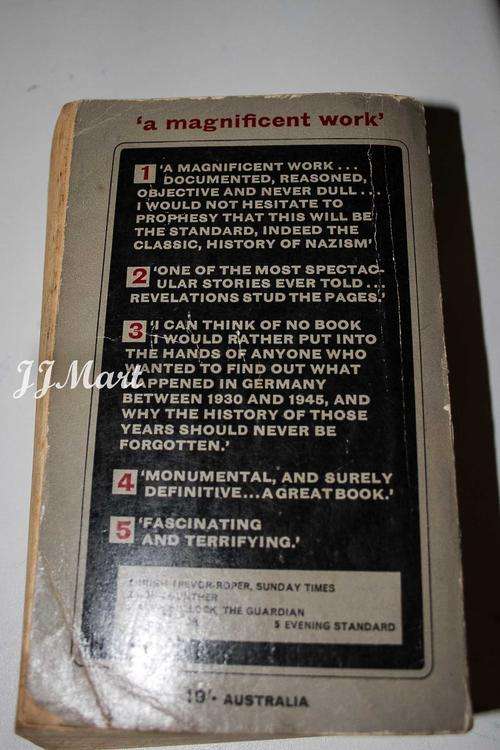 'a magnificent work'
1 'A MAGNIFICENT WORK...
DOCUMENTED, REASONED,
OBJECTIVE AND NEVER DULL...
I WOULD NOT HESITATE TO
PROPHESY THAT THIS WILL BE
THE STANDARD, INDEED THE
CLASSIC, HISTORY OF NAZISM'
2 'ONE OF THE MOST SPECTAC-
ULAR STORIES EVER TOLD...
REVELATIONS STUD THE PAGES.'
3 'I CAN THINK OF NO BOOK
I WOULD RATHER PUT INTO
THE HANDS OF ANYONE WHO
WANTED TO FIND OUT WHAT
HAPPENED IN GERMANY
BETWEEN 1930 AND 1945, AND
WHY THE HISTORY OF THOSE
YEARS SHOULD NEVER BE
FORGOTTEN.'
JJMart
4 'MONUMENTAL, AND SURELY
DEFINITIVE...A GREAT BOOK.'
5 'FASCINATING
AND TERRIFYING.'
TREVOR-ROPER, SUNDAY TIMES
THE GUARDIAN
5 EVENING STANDARD
AUSTRALIA